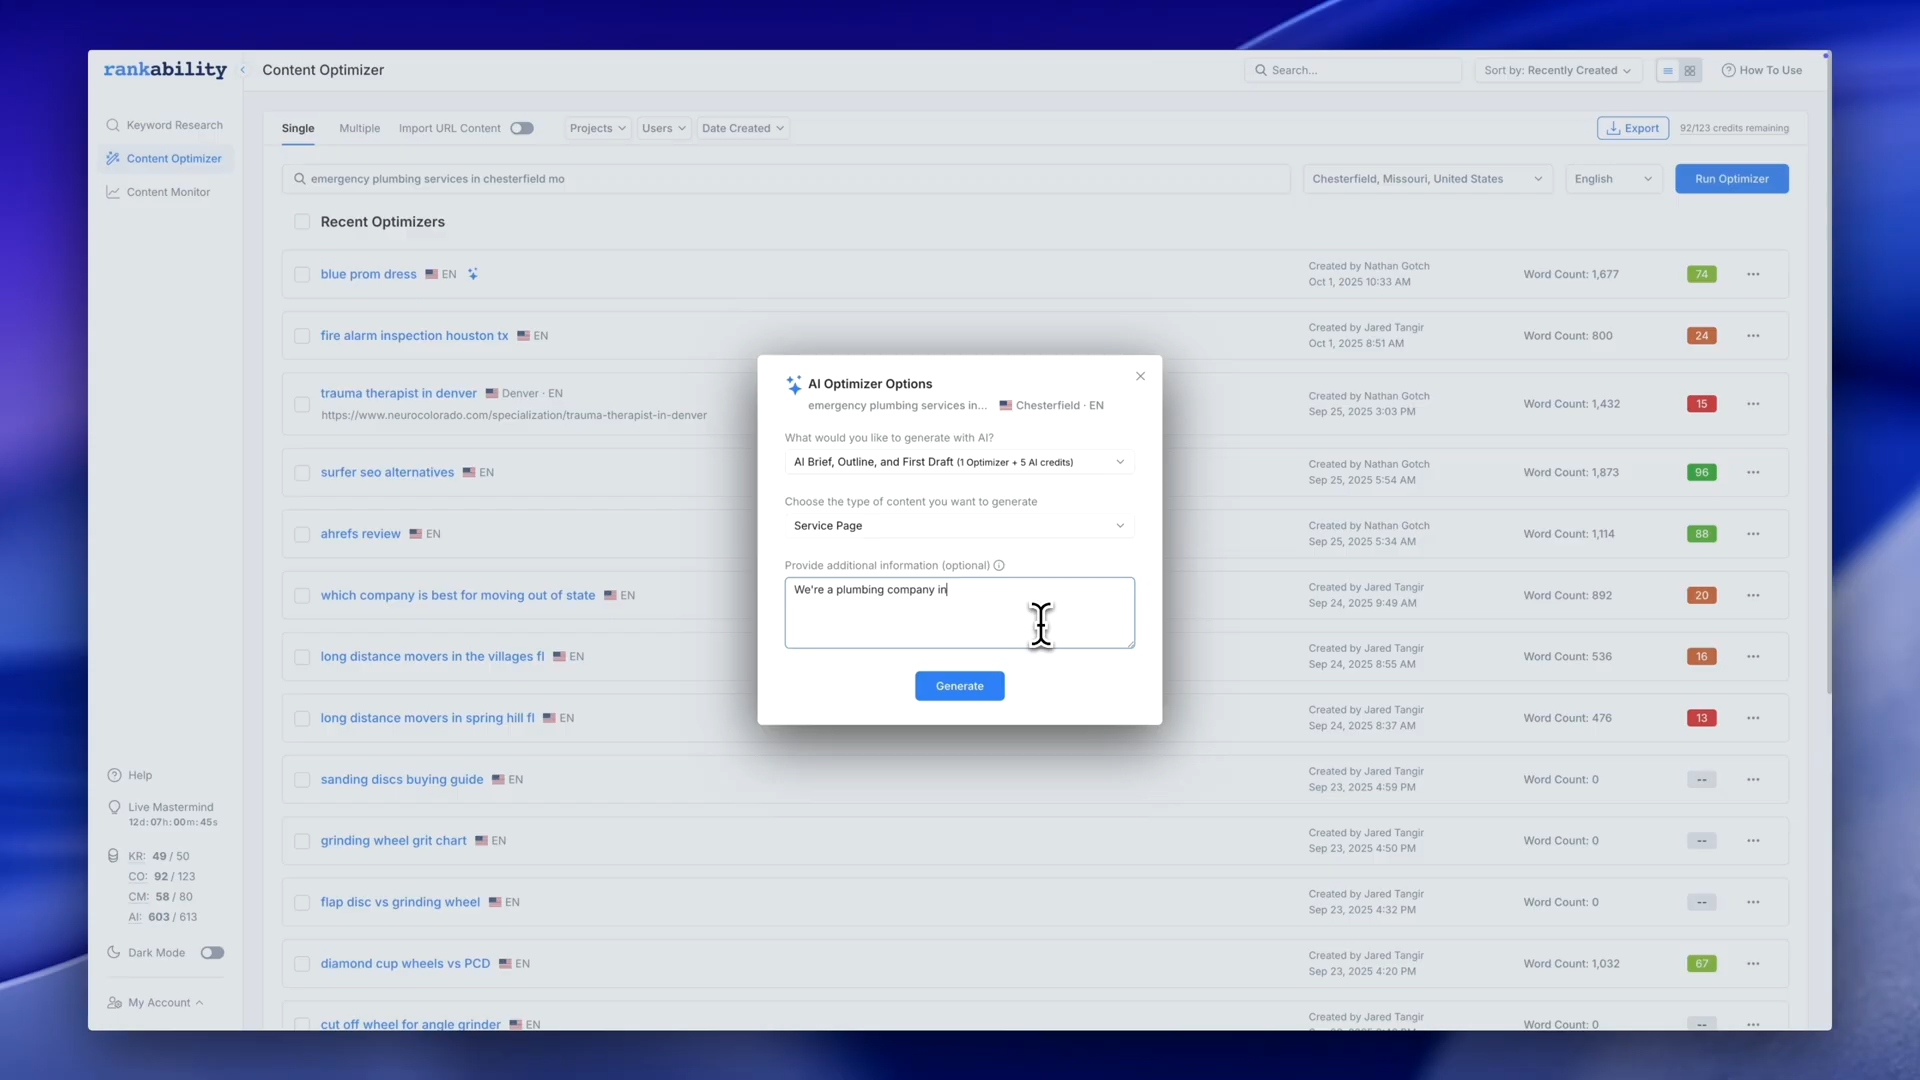 rankability
Content Optimizer
Search...
Sort by: Recently Created
How To Use
Keyword Research
Content Optimizer
Content Monitor
Single
Multiple
Import URL Content
Projects
Users
Date Created
Export
92/123 credits remaining
emergency plumbing services in chesterfield mo
Chesterfield, Missouri, United States
English
Run Optimizer
Recent Optimizers
blue prom dress EN
Created by Nathan Gotch
Oct 1, 2025 10:33 AM
Word Count: 1,677
74
fire alarm inspection houston tx EN
Created by Jared Tangir
Oct 1, 2025 8:51 AM
Word Count: 800
24
trauma therapist in denver Denver · EN
https://www.neurocolorado.com/specialization/trauma-therapist-in-denver
Created by Nathan Gotch
Sep 25, 2025 3:03 PM
Word Count: 1,432
15
surfer seo alternatives EN
Created by Nathan Gotch
Sep 25, 2025 5:54 AM
Word Count: 1,873
96
ahrefs review EN
Created by Nathan Gotch
Sep 25, 2025 5:34 AM
Word Count: 1,114
88
which company is best for moving out of state EN
Created by Jared Tangir
Sep 24, 2025 9:49 AM
Word Count: 892
20
long distance movers in the villages fl EN
Created by Jared Tangir
Sep 24, 2025 8:55 AM
Word Count: 536
16
long distance movers in spring hill fl EN
Created by Jared Tangir
Sep 24, 2025 8:37 AM
Word Count: 476
13
sanding discs buying guide EN
Created by Jared Tangir
Sep 23, 2025 4:59 PM
Word Count: 0
--
grinding wheel grit chart EN
Created by Jared Tangir
Sep 23, 2025 4:50 PM
Word Count: 0
--
flap disc vs grinding wheel EN
Created by Jared Tangir
Sep 23, 2025 4:32 PM
Word Count: 0
--
diamond cup wheels vs PCD EN
Created by Jared Tangir
Sep 23, 2025 4:20 PM
Word Count: 1,032
67
cut off wheel for angle grinder EN
Created by Jared Tangir
Word Count: 0
--
AI Optimizer Options
emergency plumbing services in... Chesterfield · EN
What would you like to generate with AI?
AI Brief, Outline, and First Draft (1 Optimizer + 5 AI credits)
Choose the type of content you want to generate
Service Page
Provide additional information (optional)
We're a plumbing company in
Generate
Help
Live Mastermind
12d:07h:00m:45s
KR: 49 / 50
CO: 92 / 123
CM: 58 / 80
AI: 603 / 613
Dark Mode
My Account